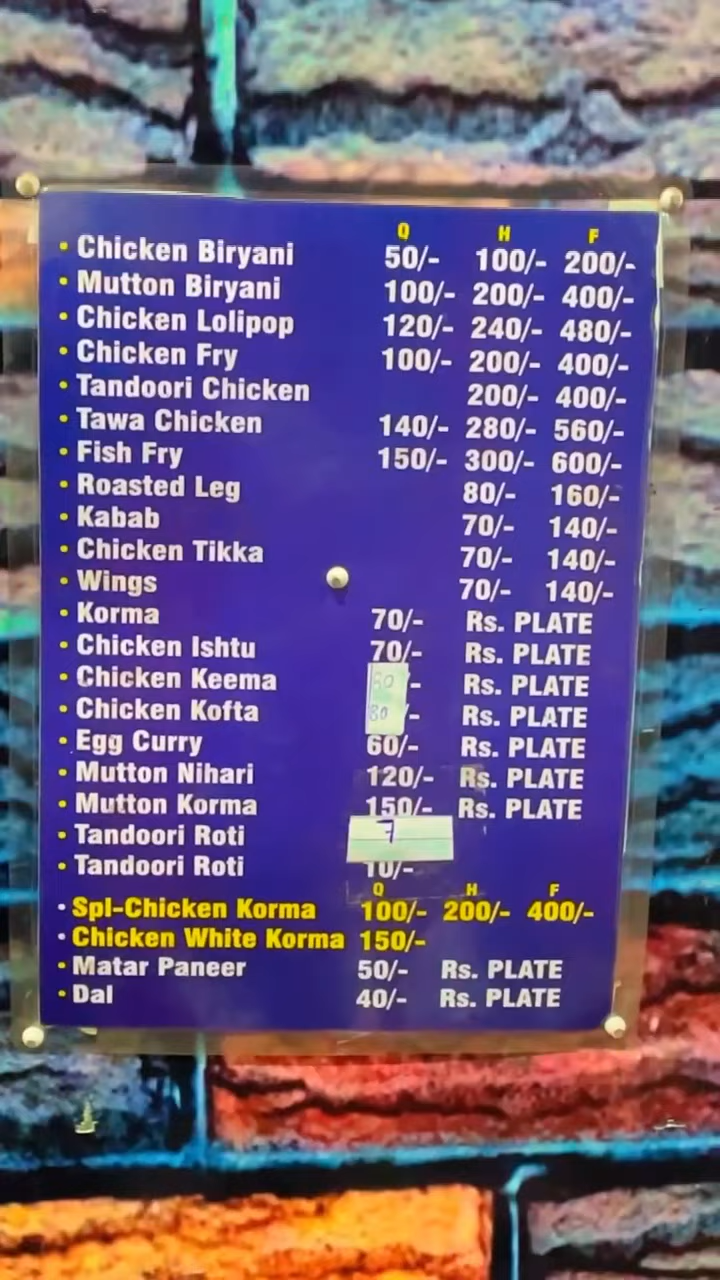 Q H F
• Chicken Biryani 50/- 100/- 200/-
• Mutton Biryani 100/- 200/- 400/-
• Chicken Lolipop 120/- 240/- 480/-
• Chicken Fry 100/- 200/- 400/-
• Tandoori Chicken 200/- 400/-
• Tawa Chicken 140/- 280/- 560/-
• Fish Fry 150/- 300/- 600/-
• Roasted Leg 80/- 160/-
• Kabab 70/- 140/-
• Chicken Tikka 70/- 140/-
• Wings 70/- 140/-
• Korma 70/- Rs. PLATE
• Chicken Ishtu 70/- Rs. PLATE
• Chicken Keema 80 /- Rs. PLATE
• Chicken Kofta 80 /- Rs. PLATE
• Egg Curry 60/- Rs. PLATE
• Mutton Nihari 120/- Rs. PLATE
• Mutton Korma 150/- Rs. PLATE
• Tandoori Roti 7
• Tandoori Roti 10/-
Q H F
• Spl-Chicken Korma 100/- 200/- 400/-
• Chicken White Korma 150/-
• Matar Paneer 50/- Rs. PLATE
• Dal 40/- Rs. PLATE